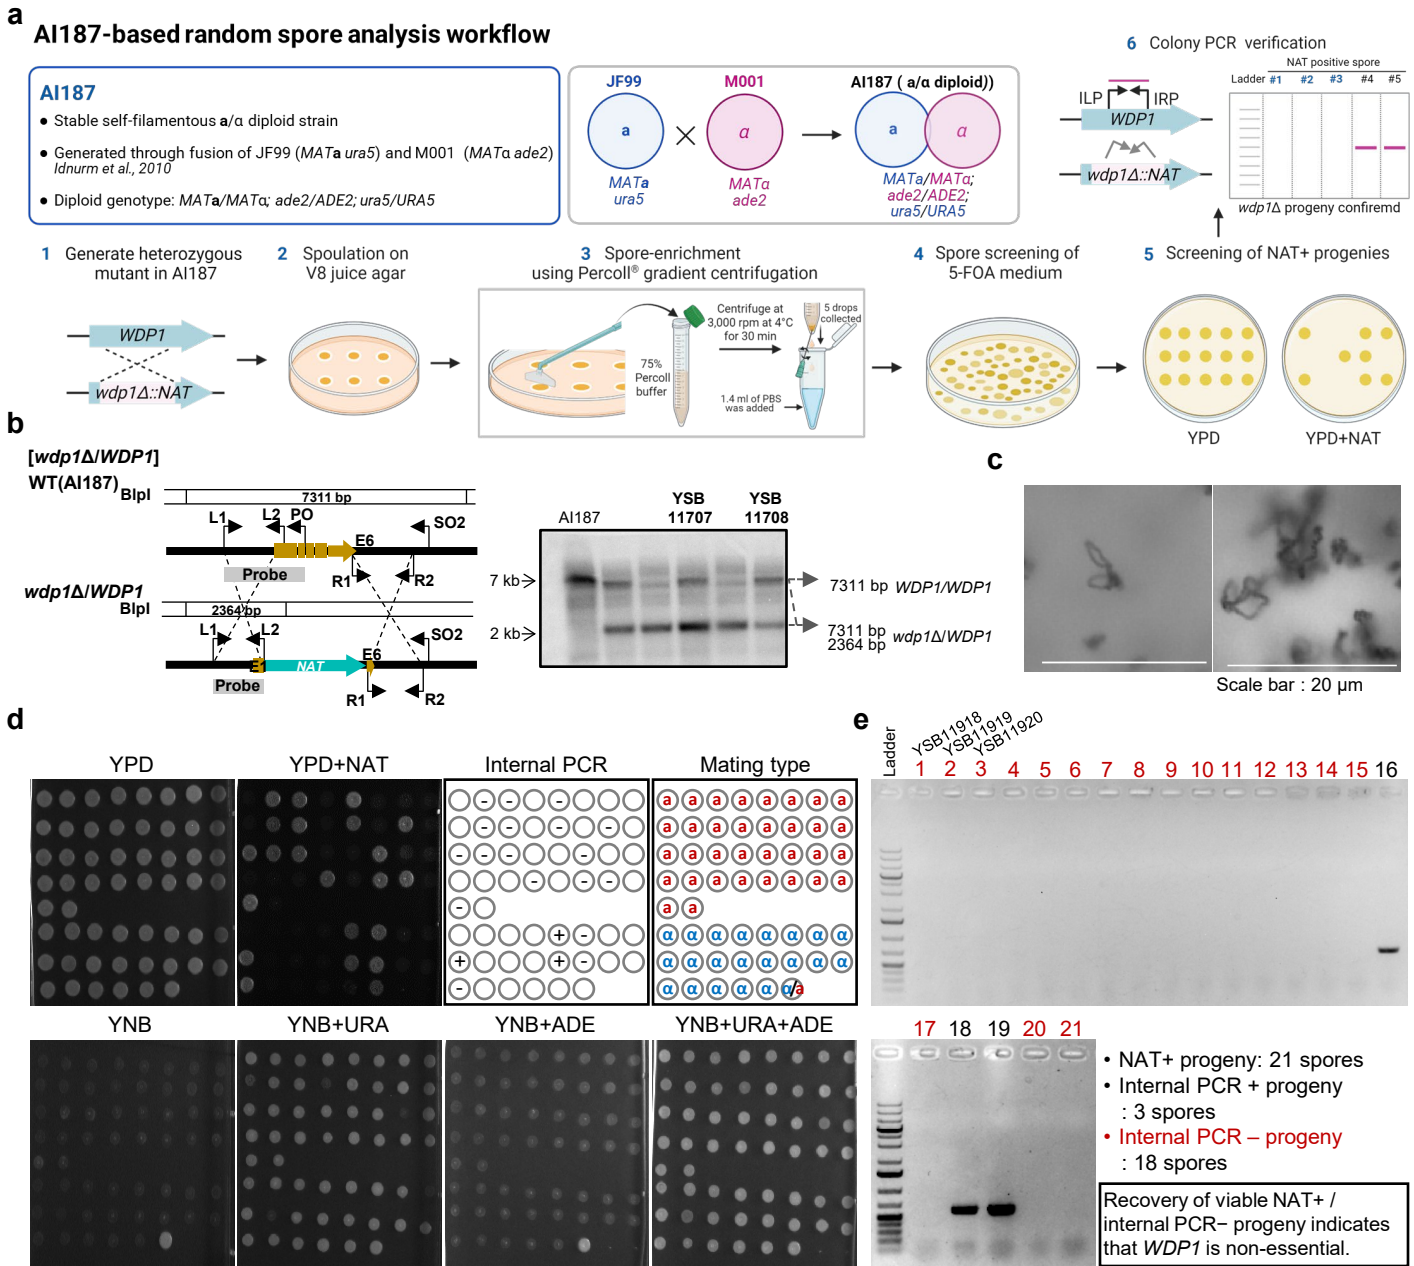 a
AI187-based random spore analysis workflow
AI187
● Stable self-filamentous a/α diploid strain
● Generated through fusion of JF99 (MATa ura5) and M001 (MATα ade2)
Idnurm et al., 2010
● Diploid genotype: MATa/MATα; ade2/ADE2; ura5/URA5
JF99
M001
AI187 ( a/α diploid))
a
α
a
α
MATa
ura5
MATα
ade2
MATa/MATα;
ade2/ADE2;
ura5/URA5
6 Colony PCR verification
NAT positive spore
Ladder #1 #2 #3 #4 #5
ILP
IRP
WDP1
wdp1Δ::NAT
wdp1Δ progeny confiremd
1 Generate heterozygous
mutant in AI187
WDP1
wdp1Δ::NAT
2 Spoulation on
V8 juice agar
3 Spore-enrichment
using Percoll® gradient centrifugation
75%
Percoll
buffer
Centrifuge at
3,000 rpm at 4°C
for 30 min
5 drops
collected
1.4 ml of PBS
was added
4 Spore screening of
5-FOA medium
5 Screening of NAT+ progenies
YPD
YPD+NAT
b
[wdp1Δ/WDP1]
WT(AI187)
BlpI
7311 bp
L1
L2
PO
SO2
E6
Probe
R1
R2
wdp1Δ/WDP1
BlpI
2364 bp
L1
L2
SO2
E1
NAT
E6
Probe
R1
R2
AI187
YSB
11707
YSB
11708
7 kb
2 kb
7311 bp WDP1/WDP1
7311 bp
2364 bp
wdp1Δ/WDP1
c
Scale bar : 20 µm
d
YPD
YPD+NAT
Internal PCR
Mating type
- - -
- - - -
- - - -
- - -
-
+ -
+ + -
-
a a a a a a a a
a a a a a a a a
a a a a a a a a
a a a a a a a a
a a
α α α α α α α α
α α α α α α α α
α α α α α α/a
YNB
YNB+URA
YNB+ADE
YNB+URA+ADE
e
Ladder
YSB11918
YSB11919
YSB11920
1 2 3 4 5 6 7 8 9 10 11 12 13 14 15 16
17 18 19 20 21
• NAT+ progeny: 21 spores
• Internal PCR + progeny
: 3 spores
• Internal PCR – progeny
: 18 spores
Recovery of viable NAT+ /
internal PCR− progeny indicates
that WDP1 is non-essential.